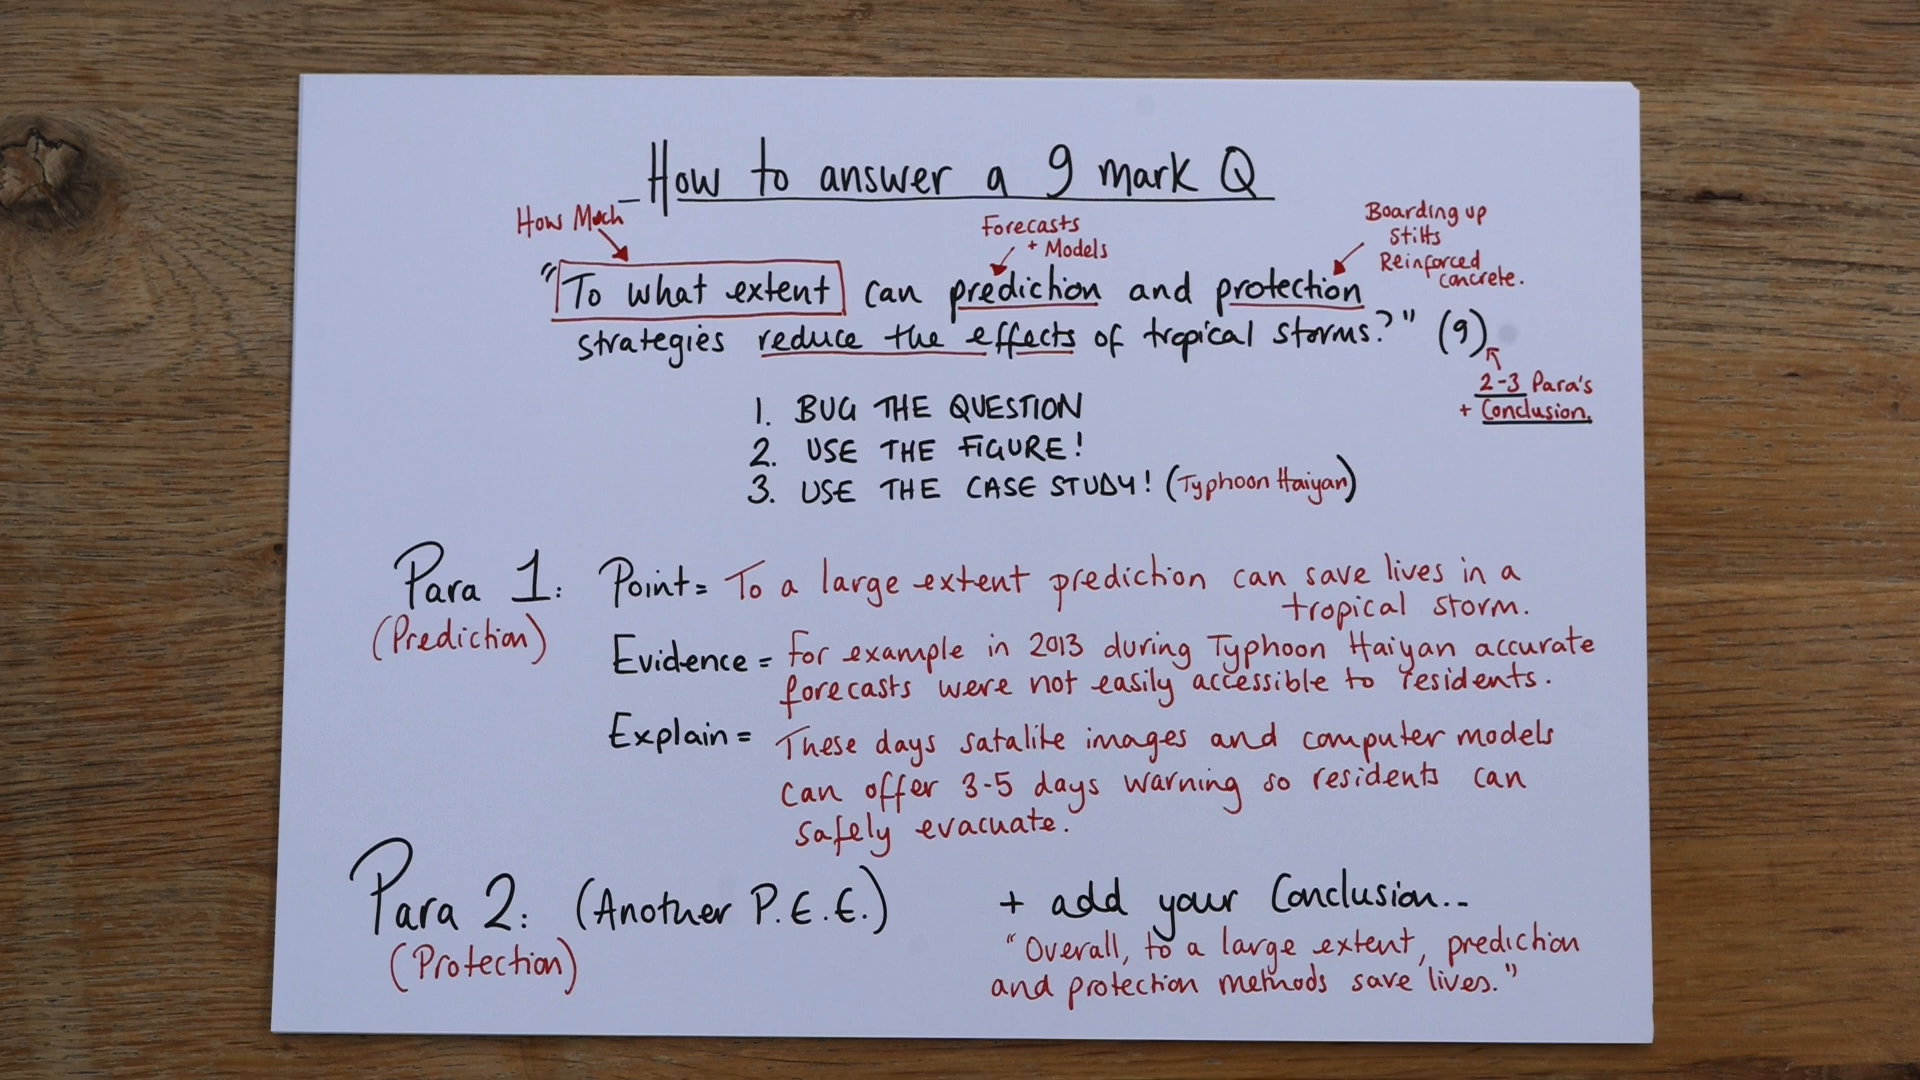 How to answer a 9 mark Q
How Much
Forecasts
+ Models
Boarding up
Stilts
Reinforced
concrete.
"To what extent can prediction and protection
strategies reduce the effects of tropical storms?" (9)
2-3 Para's
+ Conclusion.
1. BUG THE QUESTION
2. USE THE FIGURE!
3. USE THE CASE STUDY! (Typhoon Haiyan)
Para 1: Point = To a large extent prediction can save lives in a
tropical storm.
(Prediction)
Evidence = For example in 2013 during Typhoon Haiyan accurate
forecasts were not easily accessible to residents.
Explain = These days satalite images and computer models
can offer 3-5 days warning so residents can
safely evacuate.
Para 2: (Another P.E.E.)
(Protection)
+ add your Conclusion...
"Overall, to a large extent, prediction
and protection methods save lives."